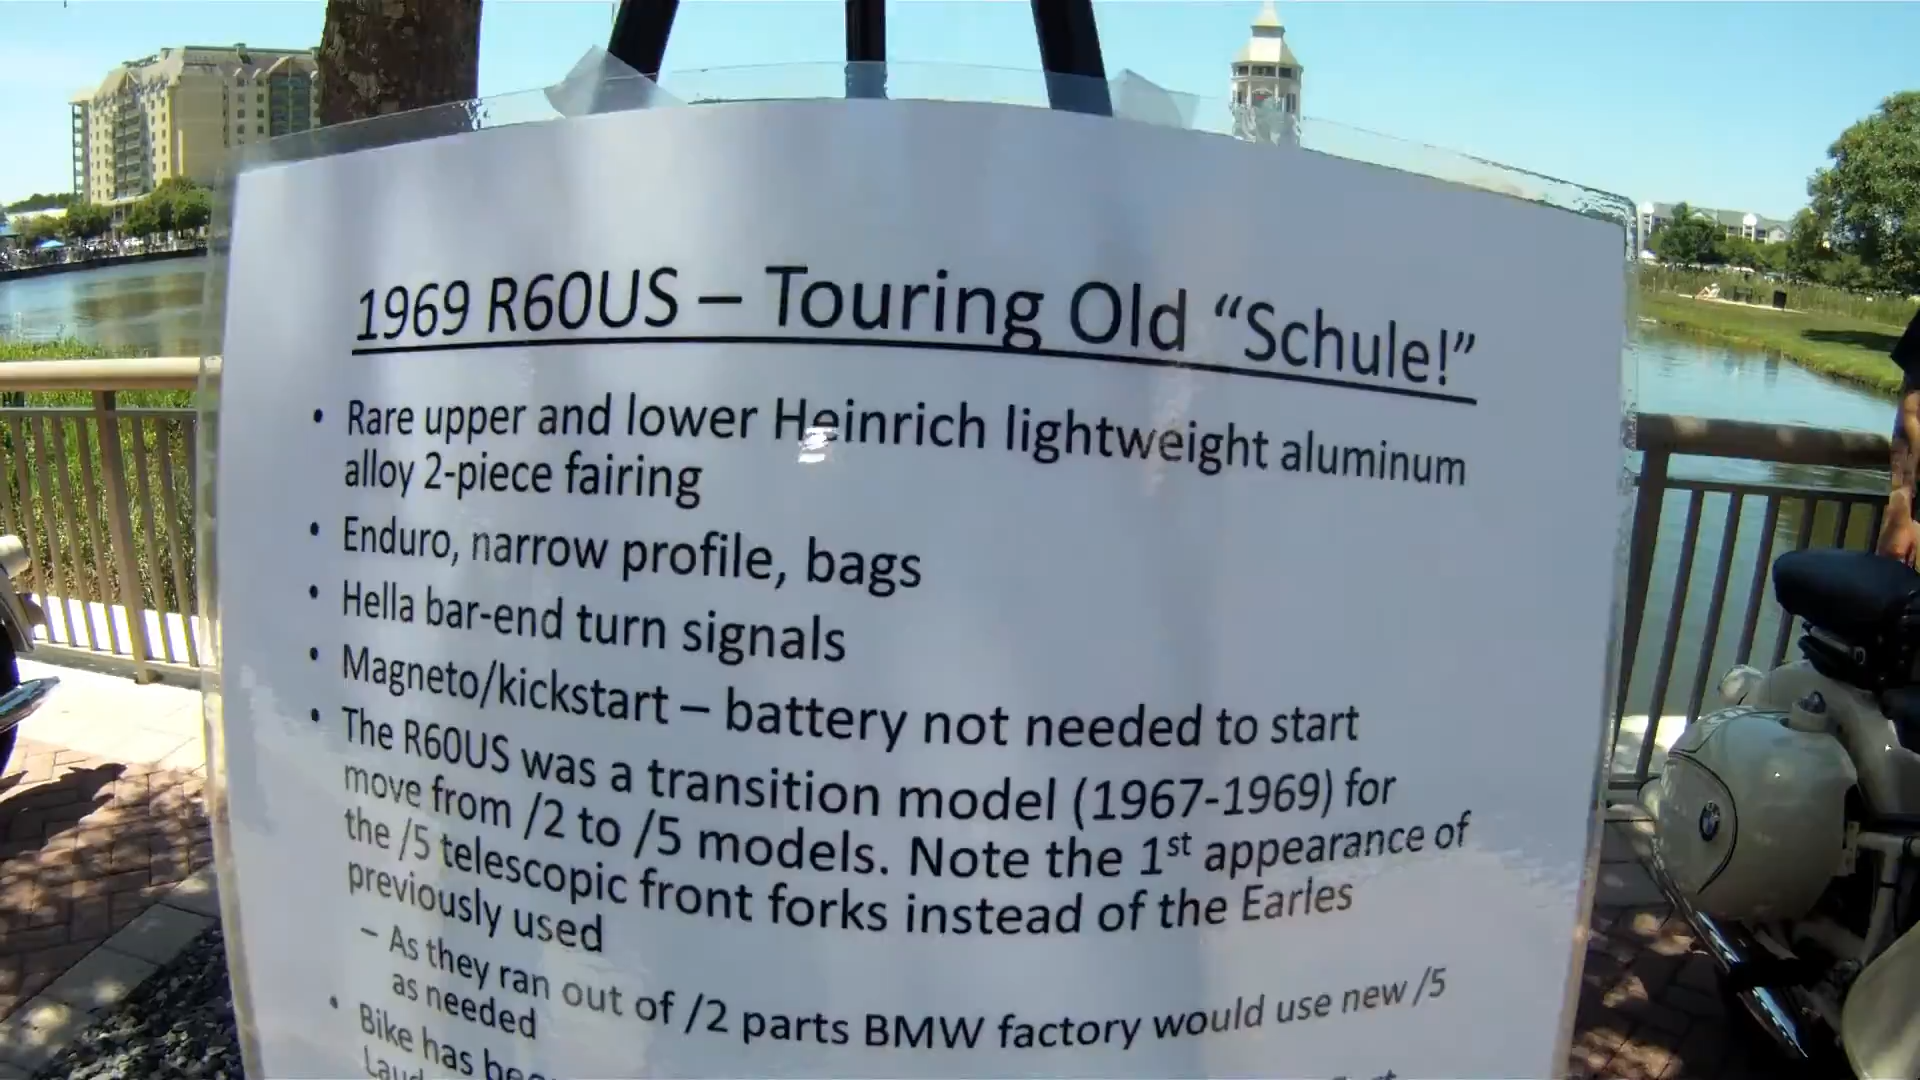 1969 R60US – Touring Old “Schule!”
• Rare upper and lower Heinrich lightweight aluminum
alloy 2-piece fairing
• Enduro, narrow profile, bags
• Hella bar-end turn signals
• Magneto/kickstart – battery not needed to start
• The R60US was a transition model (1967-1969) for
move from /2 to /5 models. Note the 1st appearance of
the /5 telescopic front forks instead of the Earles
previously used
– As they ran out of /2 parts BMW factory would use new /5
as needed
• Bike has